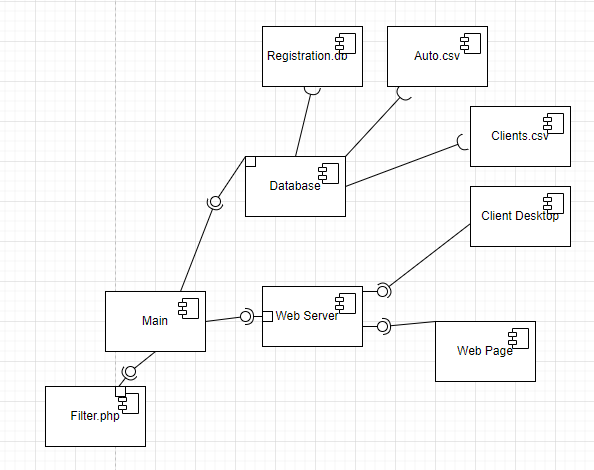 Registration.db
Auto.csv
Clients.csv
Database
Client Desktop
Main
Web Server
Web Page
Filter.php